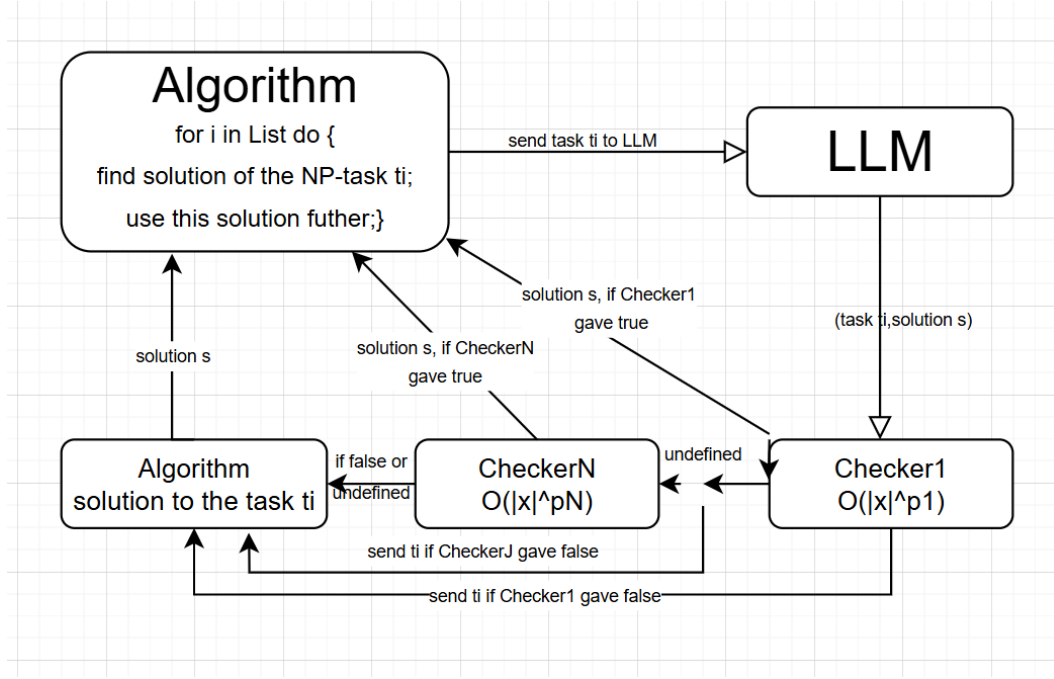 Algorithm
for i in List do {
find solution of the NP-task ti;
use this solution futher;}
send task ti to LLM
LLM
solution s, if Checker1
gave true
(task ti,solution s)
solution s, if CheckerN
gave true
solution s
Algorithm
solution to the task ti
if false or
undefined
CheckerN
O(|x|^pN)
undefined
Checker1
O(|x|^p1)
send ti if CheckerJ gave false
send ti if Checker1 gave false